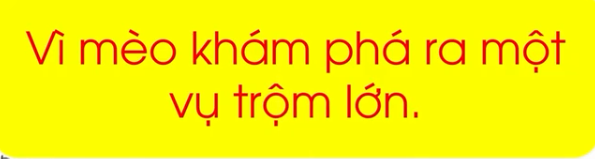 Vì mèo khám phá ra một
vụ trộm lớn.